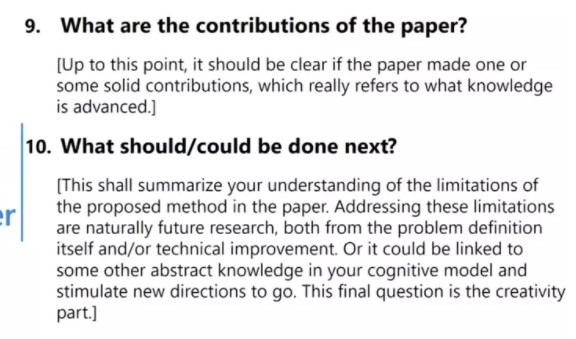 9. What are the contributions of the paper?
[Up to this point, it should be clear if the paper made one or
some solid contributions, which really refers to what knowledge
is advanced.]
10. What should/could be done next?
[This shall summarize your understanding of the limitations of
the proposed method in the paper. Addressing these limitations
are naturally future research, both from the problem definition
itself and/or technical improvement. Or it could be linked to
some other abstract knowledge in your cognitive model and
stimulate new directions to go. This final question is the creativity
part.]
er